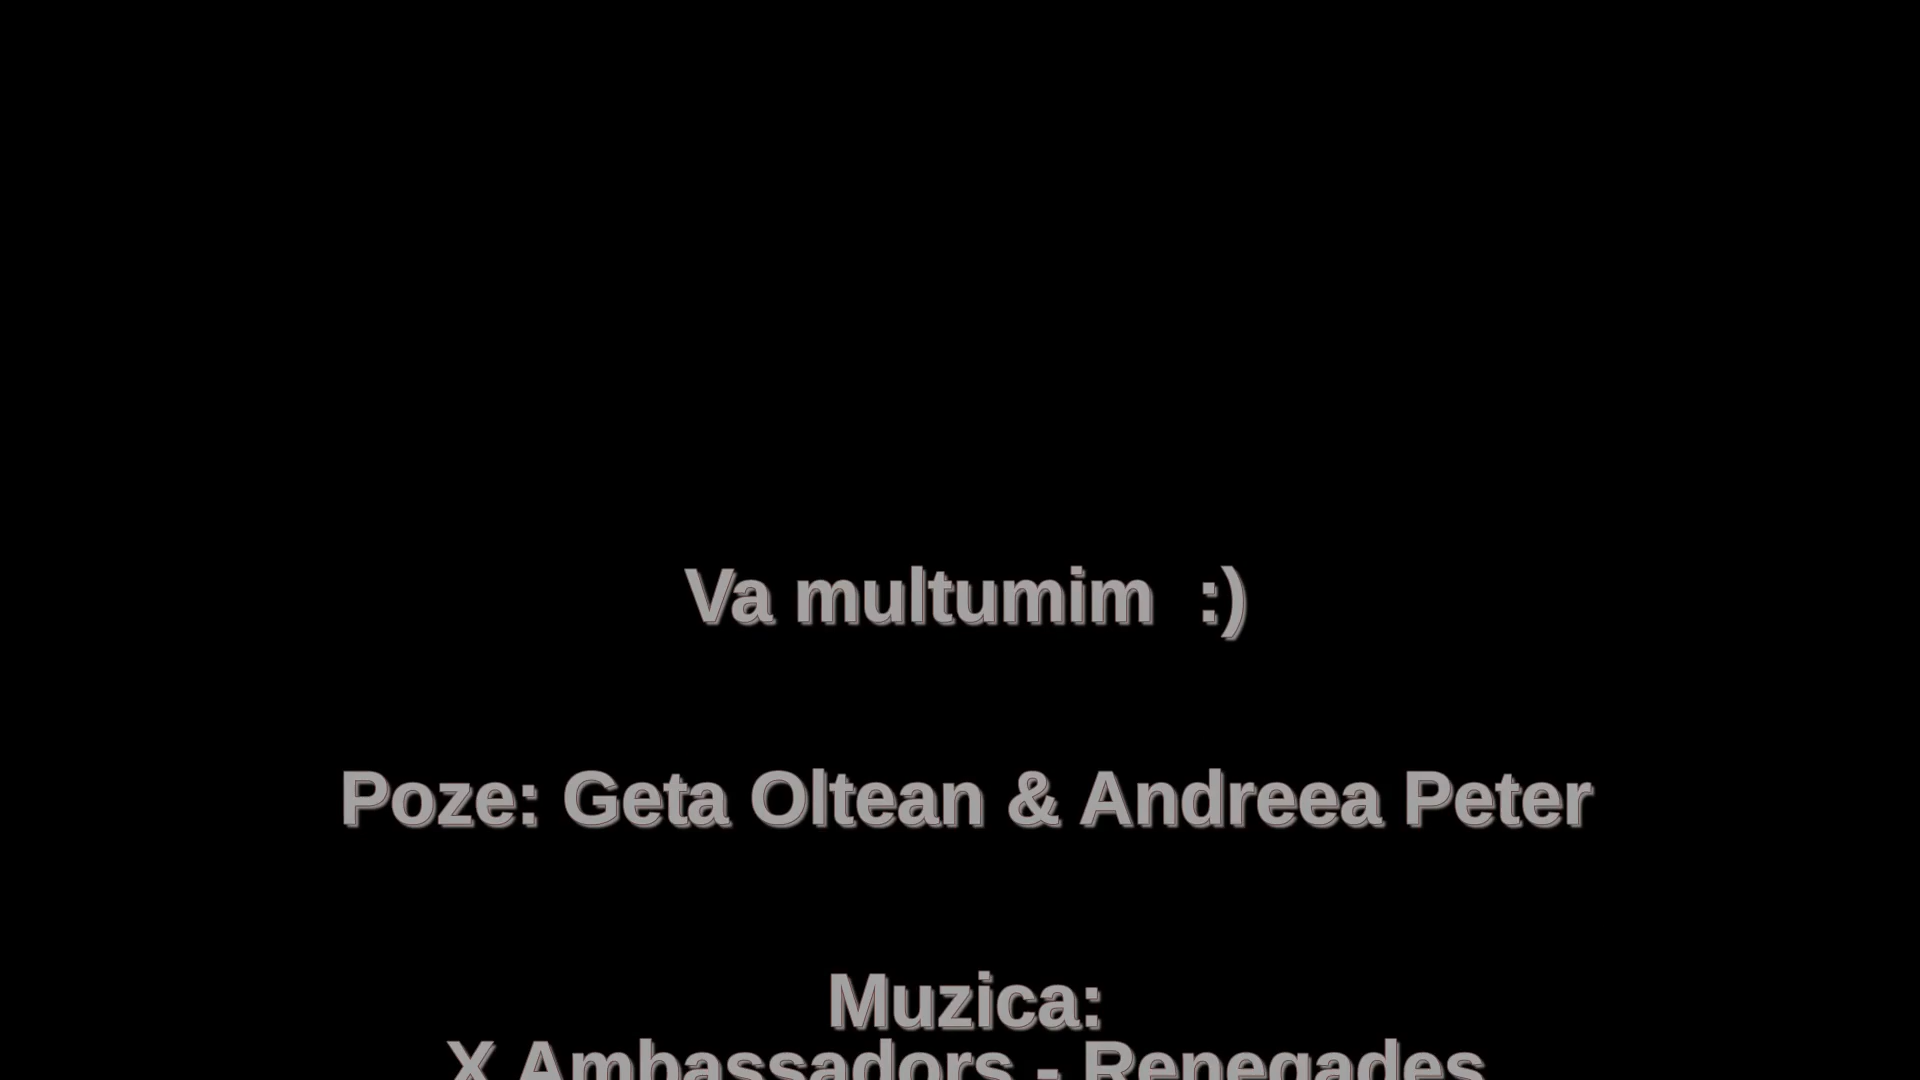 Va multumim  :)
Poze: Geta Oltean & Andreea Peter
Muzica:
X Ambassadors - Renegades